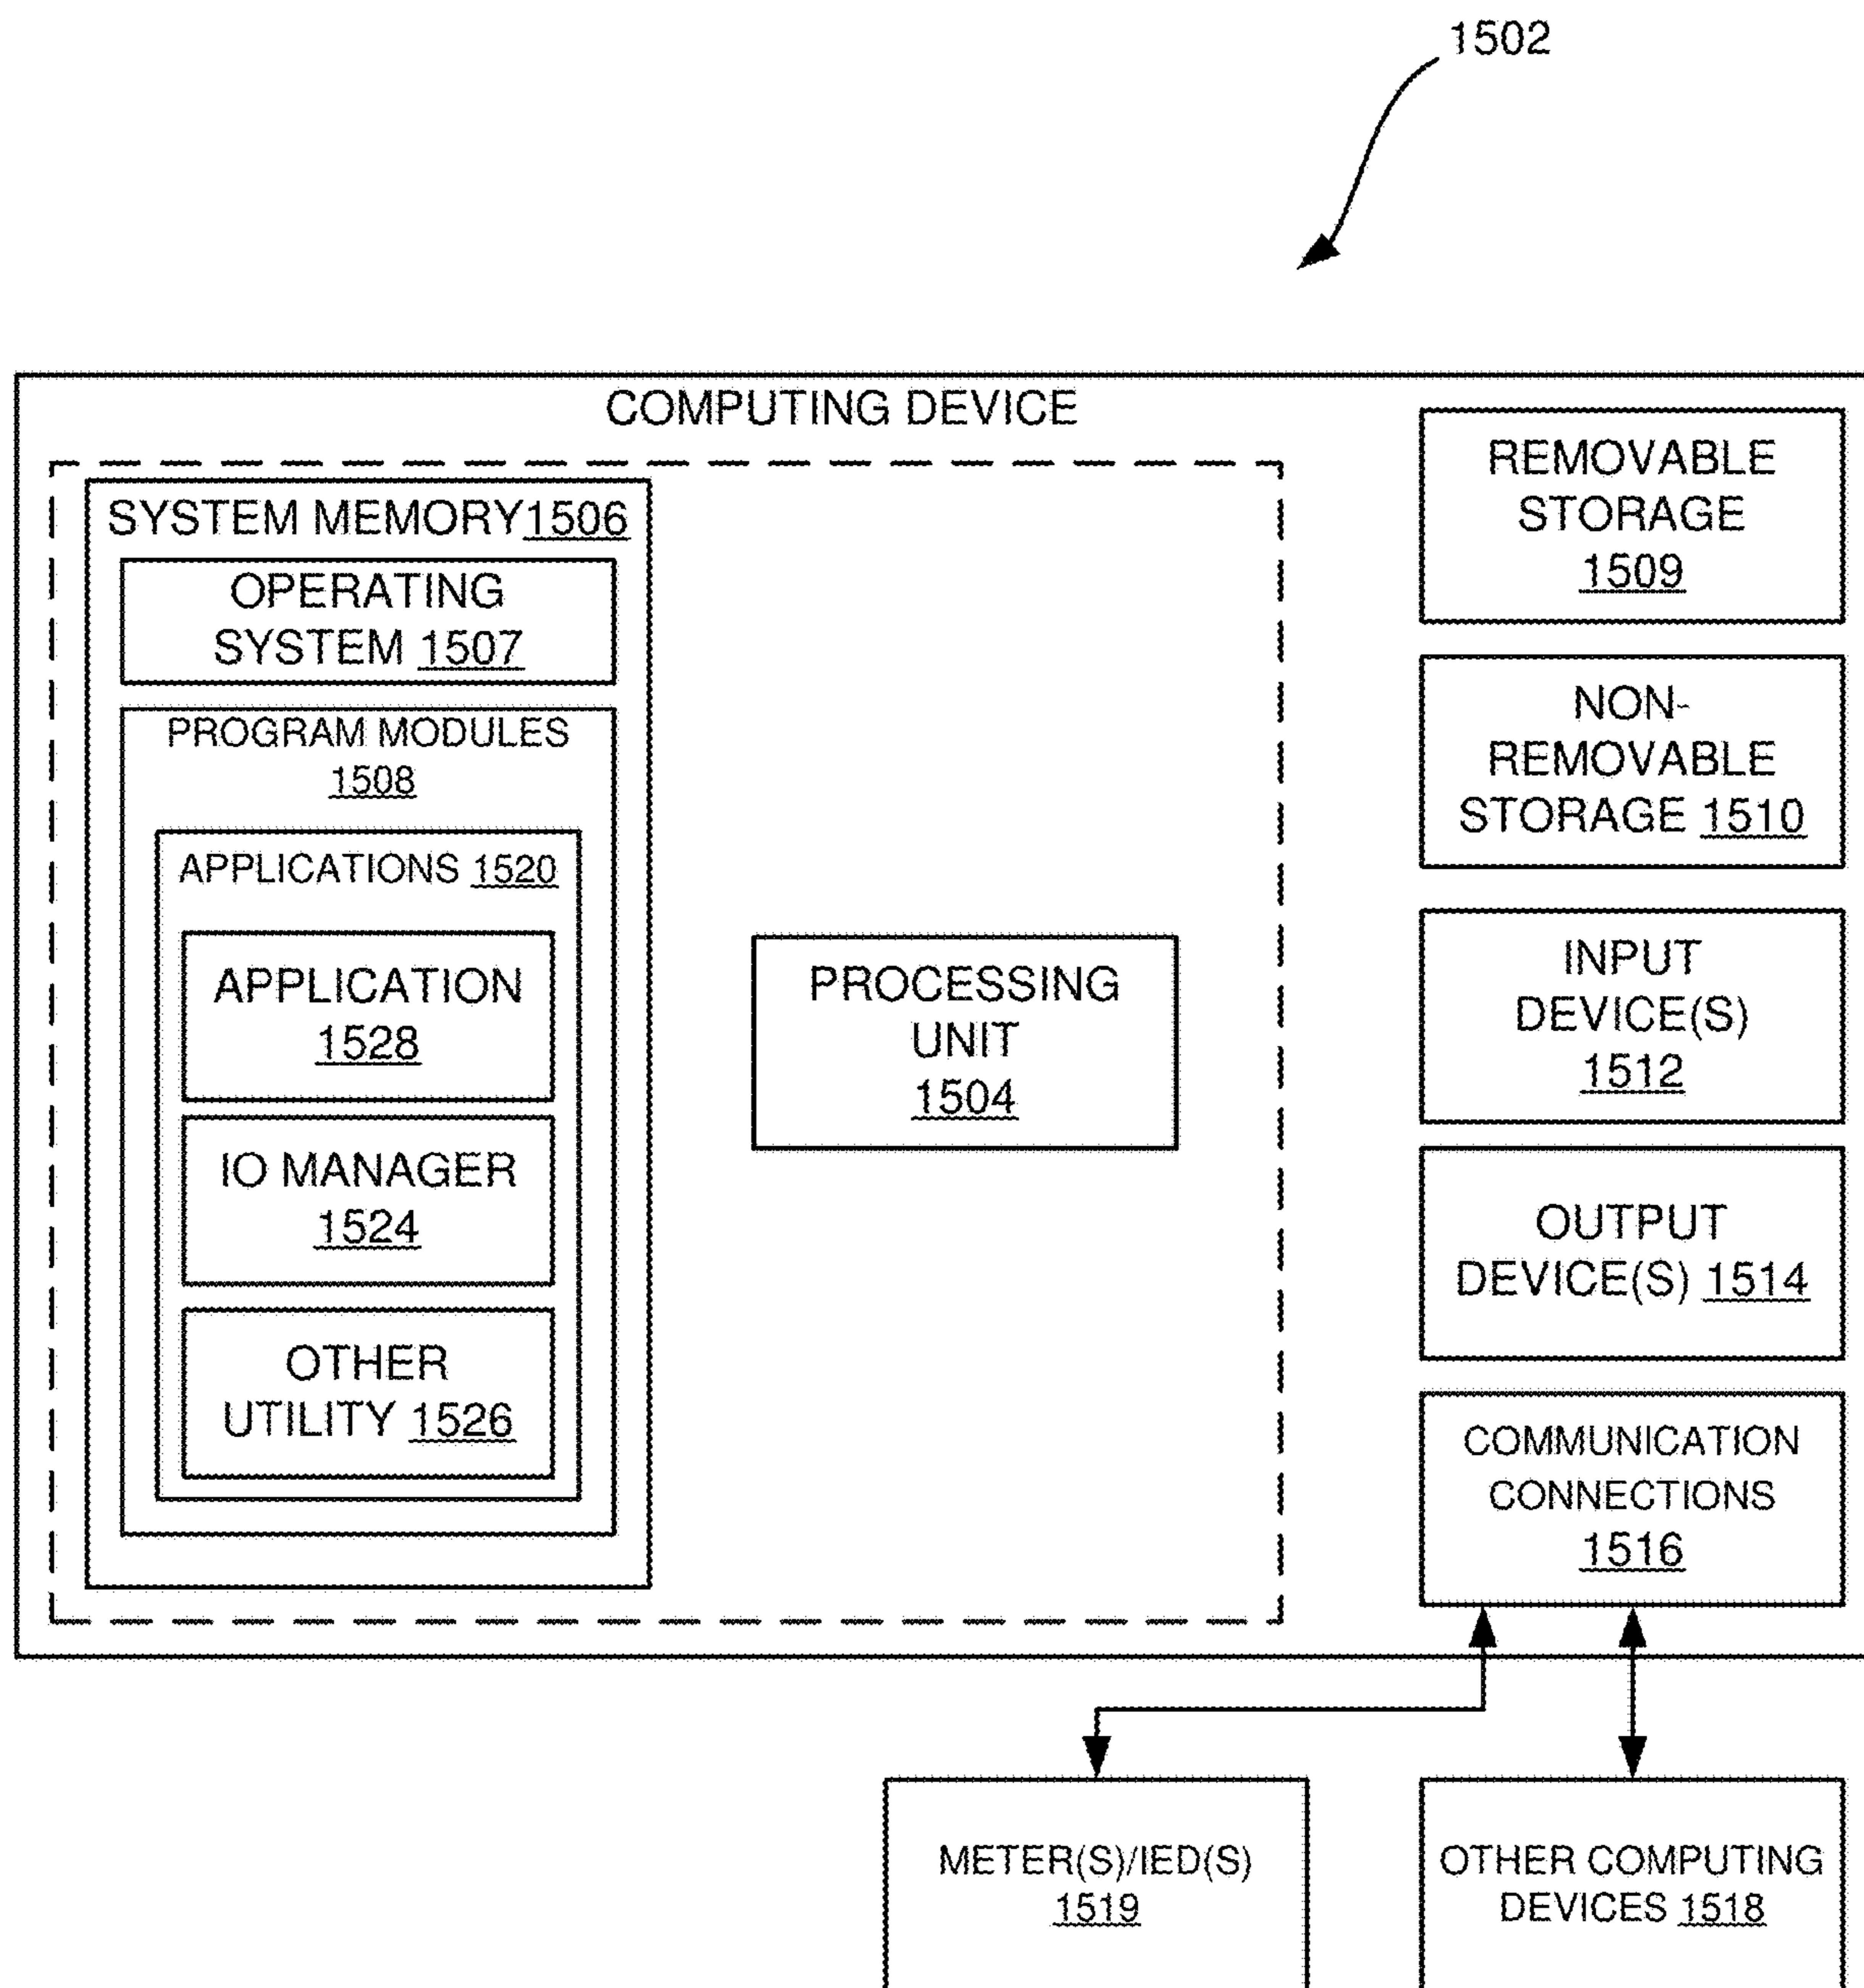 1502
COMPUTING DEVICE
SYSTEM MEMORY1506
OPERATING
SYSTEM 1507
PROGRAM MODULES
1508
APPLICATIONS 1520
APPLICATION
1528
IO MANAGER
1524
OTHER
UTILITY 1526
PROCESSING
UNIT
1504
REMOVABLE
STORAGE
1509
NON-
REMOVABLE
STORAGE 1510
INPUT
DEVICE(S)
1512
OUTPUT
DEVICE(S) 1514
COMMUNICATION
CONNECTIONS
1516
METER(S)/IED(S)
1519
OTHER COMPUTING
DEVICES 1518